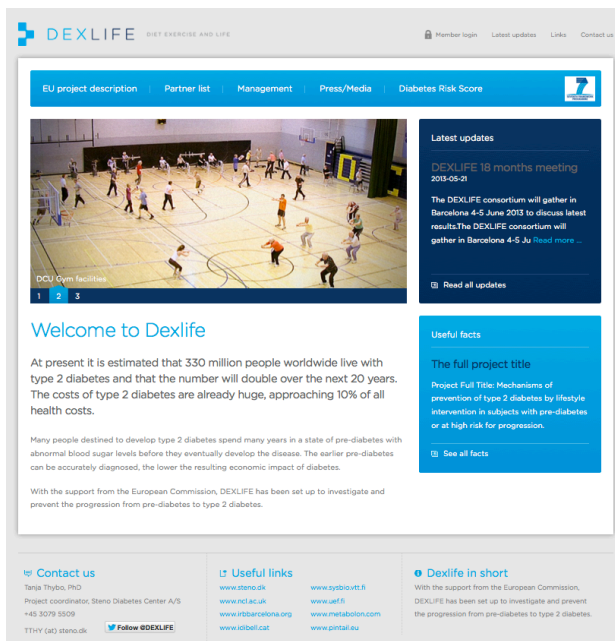 DEXLIFE DIET EXERCISE AND LIFE
Member login Latest updates Links Contact us
EU project description Partner list Management Press/Media Diabetes Risk Score
DCU Gym facilities
1 2 3
Latest updates
DEXLIFE 18 months meeting
2013-05-21
The DEXLIFE consortium will gather in
Barcelona 4-5 June 2013 to discuss latest
results.The DEXLIFE consortium will
gather in Barcelona 4-5 Ju Read more ...
Read all updates
Welcome to Dexlife
At present it is estimated that 330 million people worldwide live with
type 2 diabetes and that the number will double over the next 20 years.
The costs of type 2 diabetes are already huge, approaching 10% of all
health costs.
Many people destined to develop type 2 diabetes spend many years in a state of pre-diabetes with
abnormal blood sugar levels before they eventually develop the disease. The earlier pre-diabetes
can be accurately diagnosed, the lower the resulting economic impact of diabetes.
With the support from the European Commission, DEXLIFE has been set up to investigate and
prevent the progression from pre-diabetes to type 2 diabetes.
Useful facts
The full project title
Project Full Title: Mechanisms of
prevention of type 2 diabetes by lifestyle
intervention in subjects with pre-diabetes
or at high risk for progression.
See all facts
Contact us
Tanja Thybo, PhD
Project coordinator, Steno Diabetes Center A/S
+45 3079 5509
TTHY (at) steno.dk Follow @DEXLIFE
Useful links
www.steno.dk www.sysbio.vtt.fi
www.ncl.ac.uk www.uef.fi
www.irbbarcelona.org www.metabolon.com
www.idibell.cat www.pintail.eu
Dexlife in short
With the support from the European Commission,
DEXLIFE has been set up to investigate and prevent
the progression from pre-diabetes to type 2 diabetes.